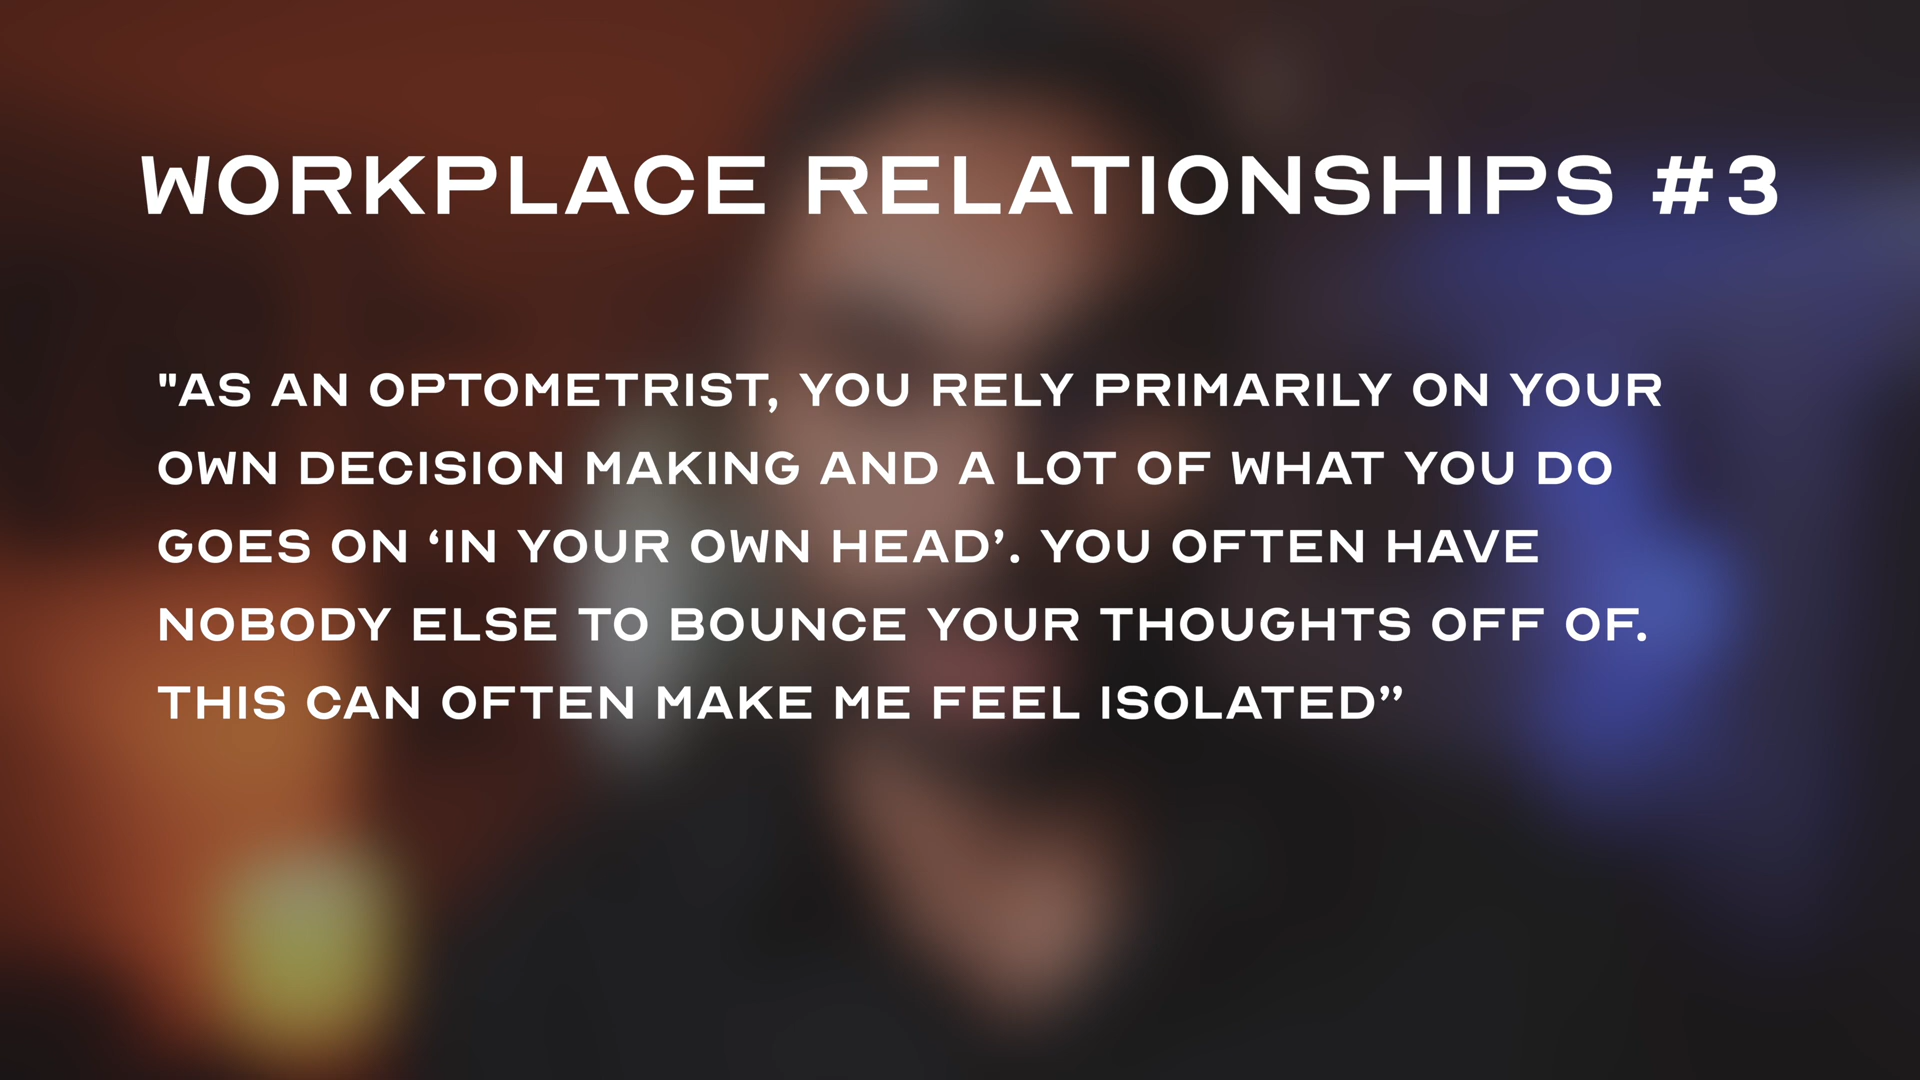 WORKPLACE RELATIONSHIPS #3
"AS AN OPTOMETRIST, YOU RELY PRIMARILY ON YOUR
OWN DECISION MAKING AND A LOT OF WHAT YOU DO
GOES ON ‘IN YOUR OWN HEAD’. YOU OFTEN HAVE
NOBODY ELSE TO BOUNCE YOUR THOUGHTS OFF OF.
THIS CAN OFTEN MAKE ME FEEL ISOLATED”